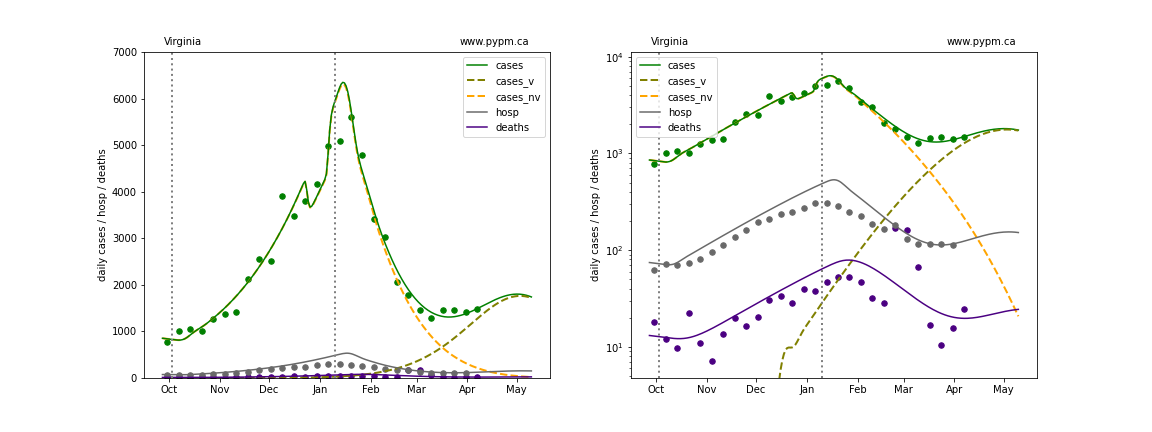 Virginia www.pypm.ca
7000
6000
5000
4000
3000
2000
1000
0
daily cases / hosp / deaths
cases
cases_v
cases_nv
hosp
deaths
Oct Nov Dec Jan Feb Mar Apr May
Virginia www.pypm.ca
10^4
10^3
10^2
10^1
daily cases / hosp / deaths
cases
cases_v
cases_nv
hosp
deaths
Oct Nov Dec Jan Feb Mar Apr May